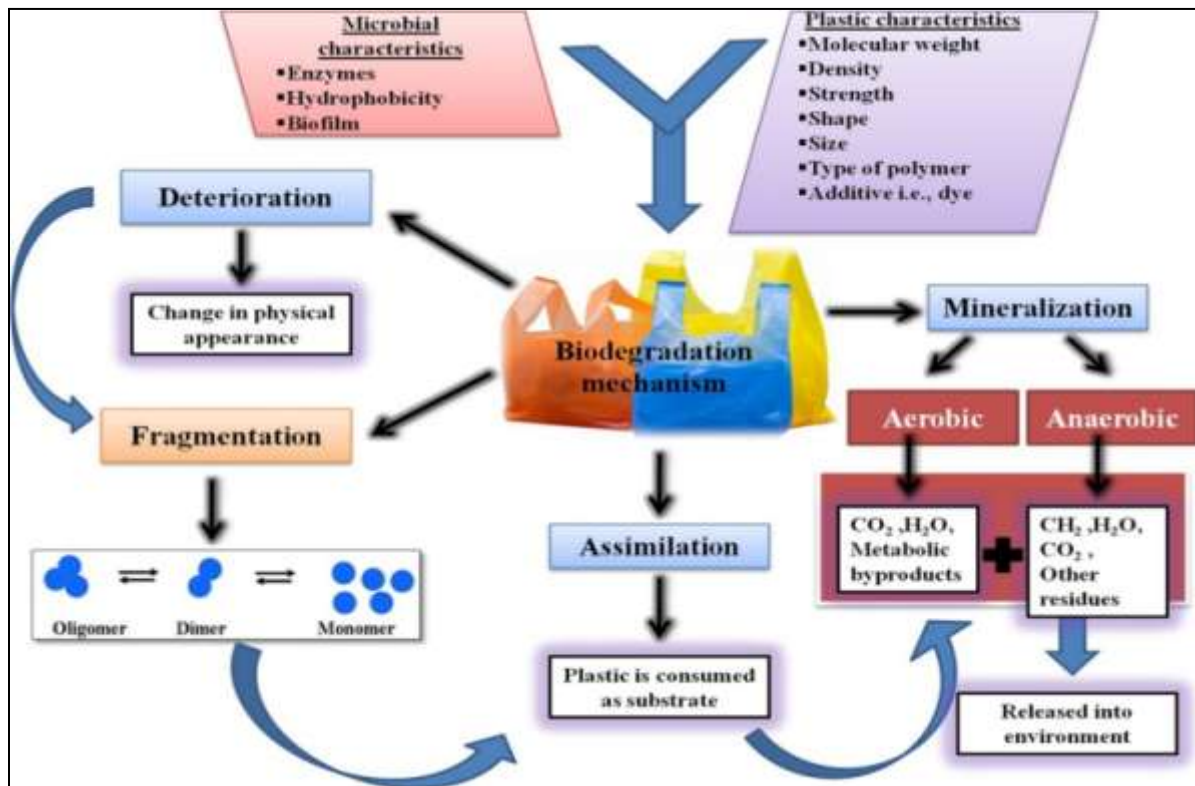 Microbial
characteristics
▪Enzymes
▪Hydrophobicity
▪Biofilm
Plastic characteristics
▪Molecular weight
▪Density
▪Strength
▪Shape
▪Size
▪Type of polymer
▪Additive i.e., dye
Deterioration
Change in physical
appearance
Fragmentation
Oligomer
Dimer
Monomer
Biodegradation
mechanism
Assimilation
Plastic is consumed
as substrate
Mineralization
Aerobic
Anaerobic
CO₂ ,H₂O,
Metabolic
byproducts
CH₂ ,H₂O,
CO₂ ,
Other
residues
Released into
environment